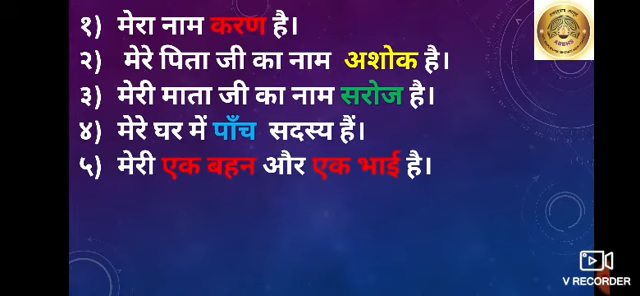 १) मेरा नाम करण है।
२) मेरे पिता जी का नाम अशोक है।
३) मेरी माता जी का नाम सरोज है।
४) मेरे घर में पाँच सदस्य हैं।
५) मेरी एक बहन और एक भाई है।
V RECORDER